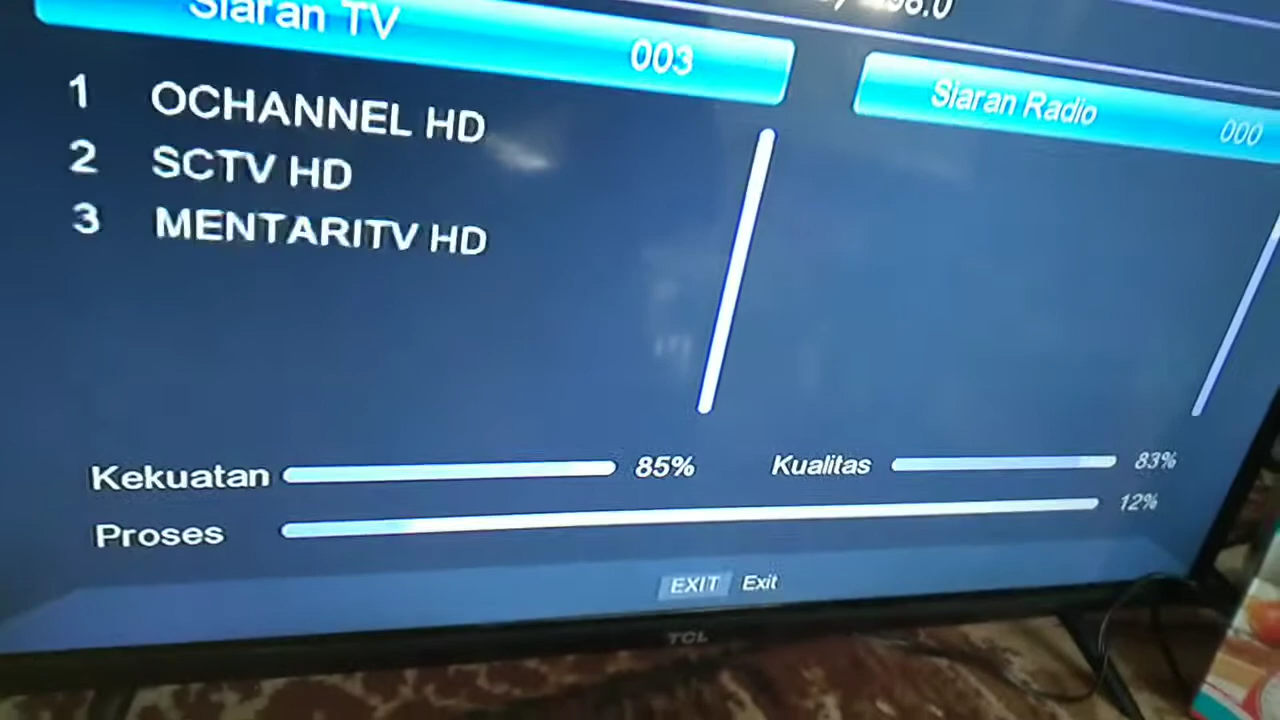 Siaran TV 003
Siaran Radio 000
1 OCHANNEL HD
2 SCTV HD
3 MENTARITV HD
Kekuatan 85% Kualitas 83%
Proses 12%
EXIT Exit
TCL